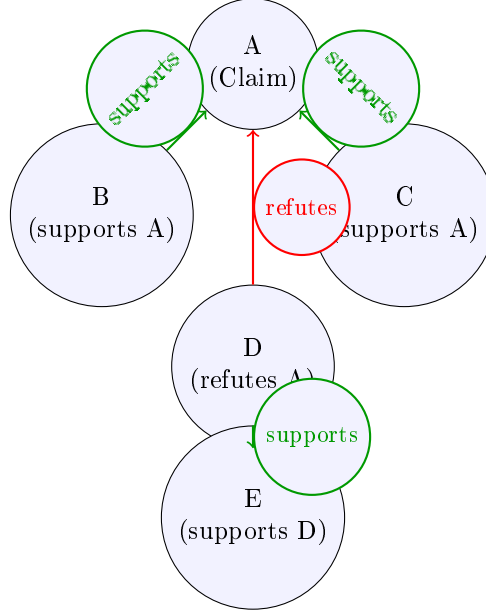 A
(Claim)
supports
supports
B
(supports A)
refutes
C
(supports A)
D
(refutes A)
supports
E
(supports D)